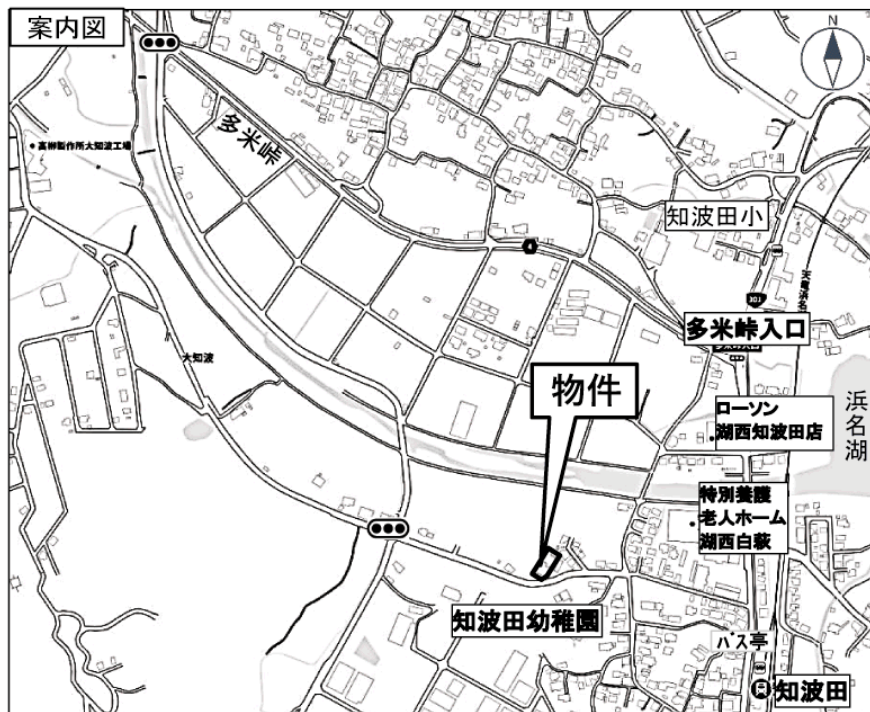 案内図
N
高柳製作所大知波工場
多米峠
知波田小
4
301
天竜浜名
多米峠入口
物件
大知波
ローソン
湖西知波田店
浜名湖
特別養護
老人ホーム
湖西白萩
知波田幼稚園
バス亭
知波田